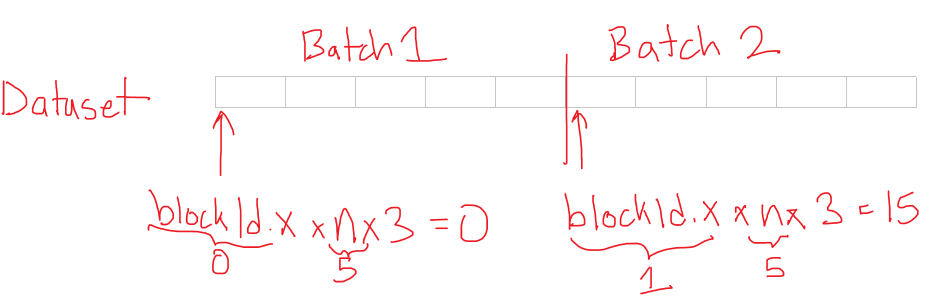 Batch 1 Batch 2
Dataset
blockId.x x n x 3 = 0 blockId.x x n x 3 = 15
0 5 1 5